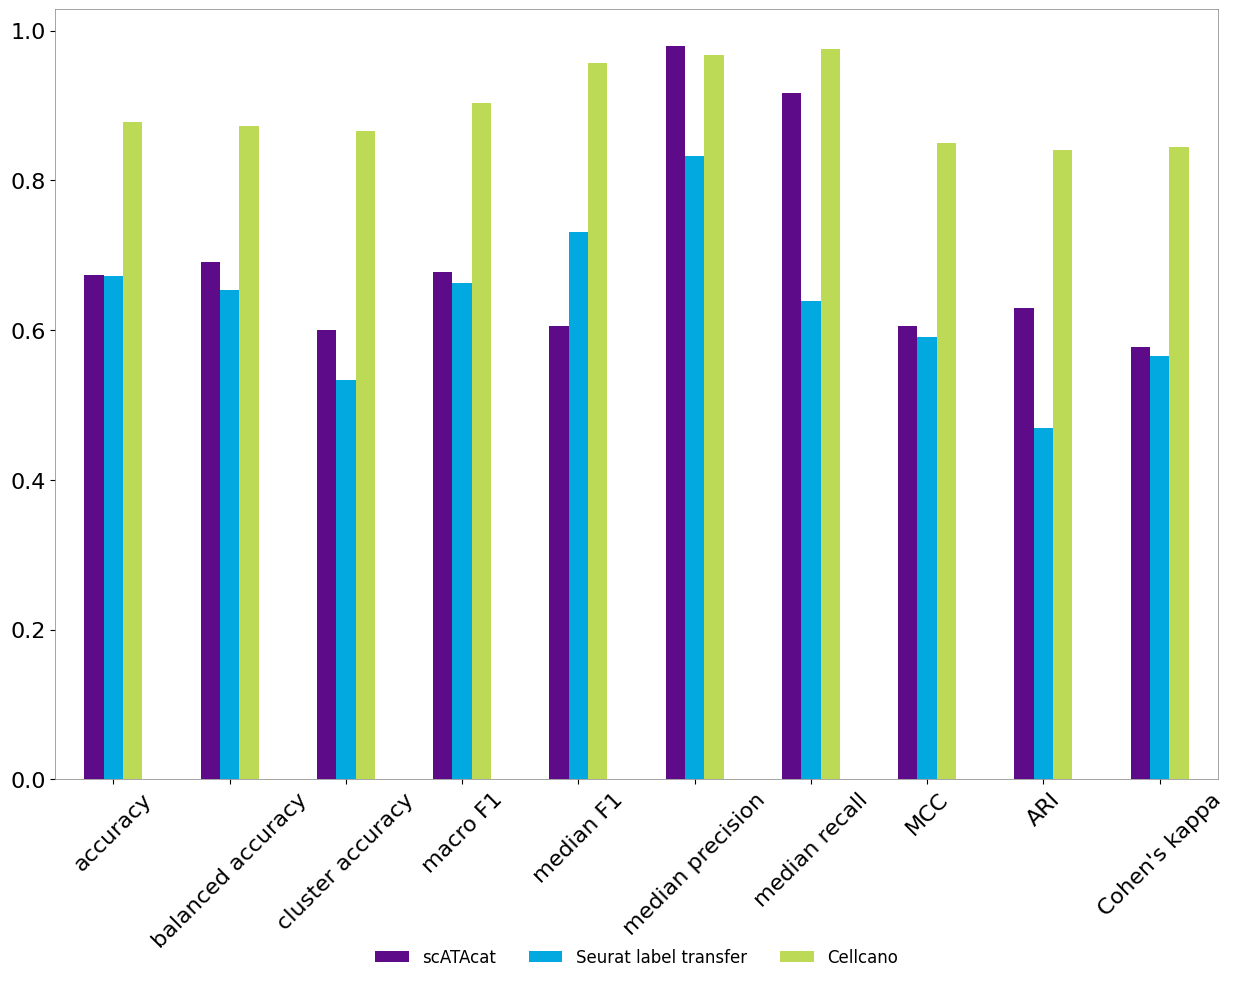 1.0
0.8
0.6
0.4
0.2
0.0
accuracy
balanced accuracy
cluster accuracy
macro F1
median F1
median precision
median recall
MCC
ARI
Cohen's kappa
scATAcat
Seurat label transfer
Cellcano